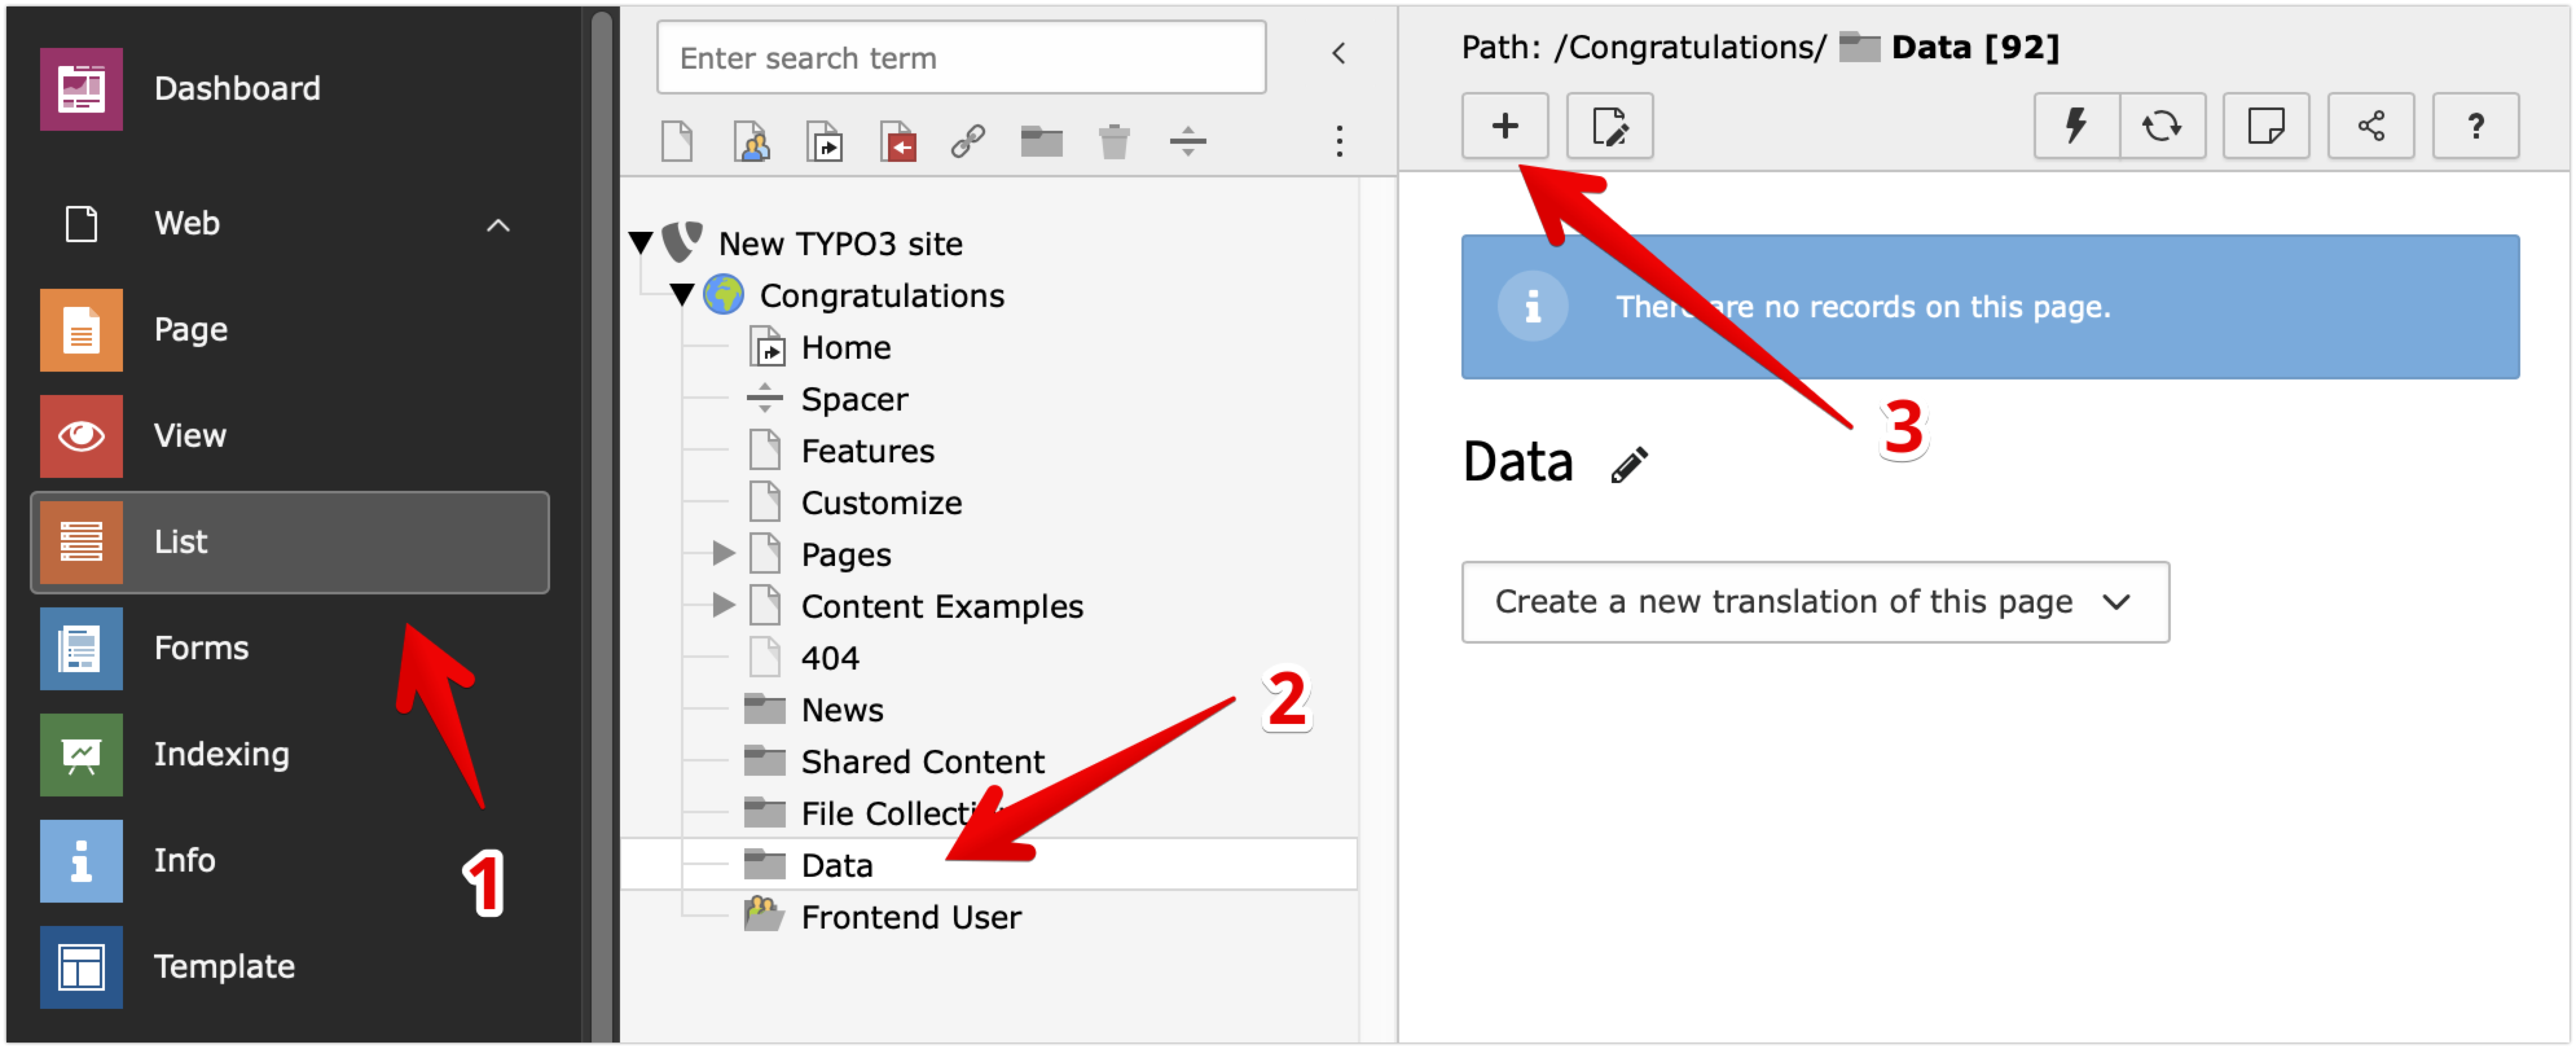 Dashboard
Web
Page
View
List
Forms
Indexing
Info
Template
1
Enter search term
New TYPO3 site
Congratulations
Home
Spacer
Features
Customize
Pages
Content Examples
404
News
Shared Content
File
Data
Frontend User
2
Path: /Congratulations/ Data [92]
?
There are no records on this page.
3
Data
Create a new translation of this page